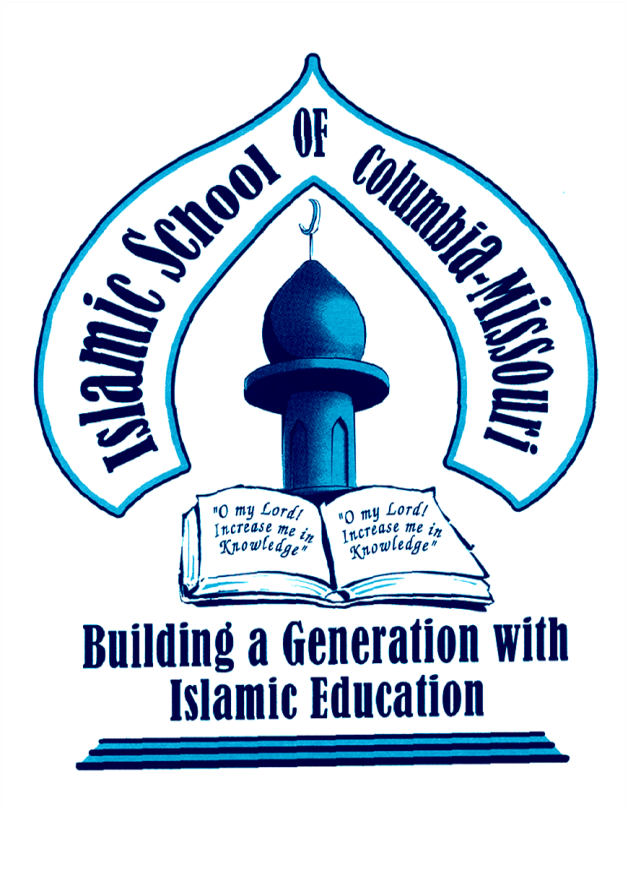 Islamic School OF Columbia-Missouri
"O my Lord!
Increase me in
Knowledge"
"O my Lord!
Increase me in
Knowledge"
Building a Generation with
Islamic Education